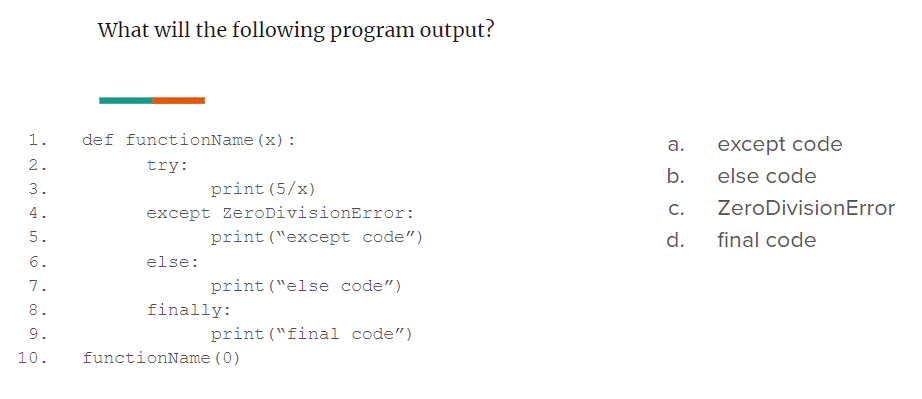 What will the following program output?
1. def functionName(x):
2. try:
3. print(5/x)
4. except ZeroDivisionError:
5. print(“except code”)
6. else:
7. print(“else code”)
8. finally:
9. print(“final code”)
10. functionName(0)
a. except code
b. else code
c. ZeroDivisionError
d. final code